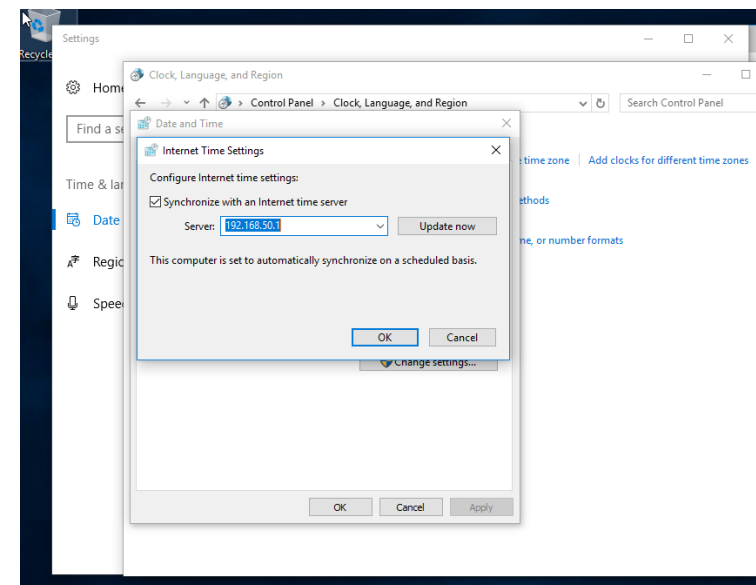 Recycle
Settings
Home
Find a se
Time & lan
Date
Regio
Speec
Clock, Language, and Region
Control Panel › Clock, Language, and Region
Search Control Panel
time zone
Add clocks for different time zones
ethods
me, or number formats
Date and Time
Internet Time Settings
Configure Internet time settings:
Synchronize with an Internet time server
Server:
192.168.50.1
Update now
This computer is set to automatically synchronize on a scheduled basis.
OK
Cancel
Change settings...
OK
Cancel
Apply